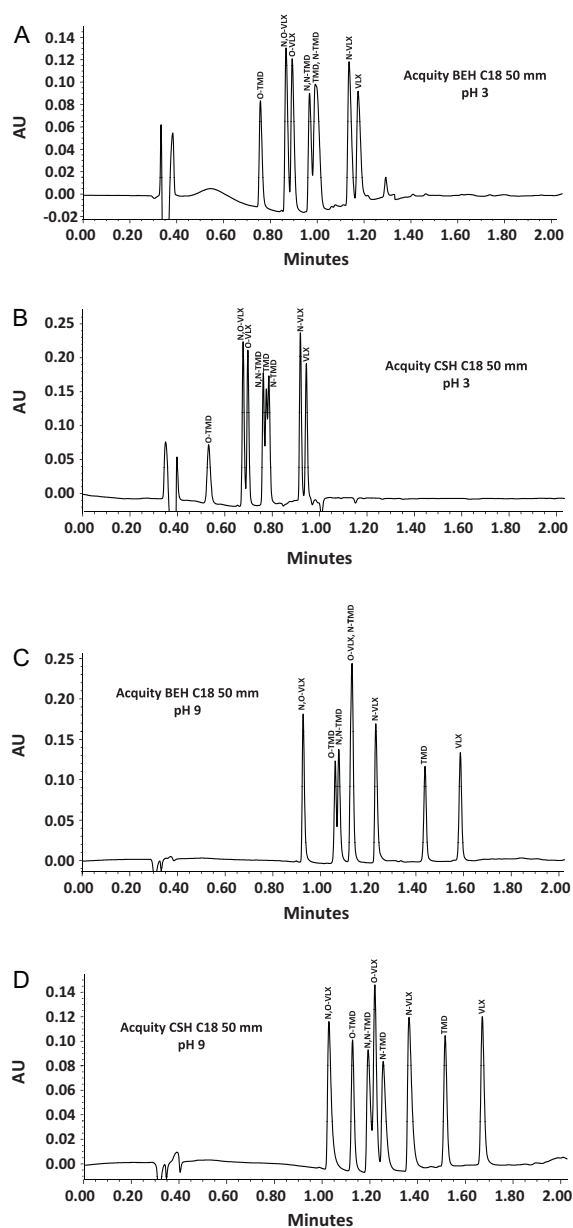 A
0.14
0.12
0.10
0.08
0.06
0.04
0.02
0.00
-0.02
AU
O-TMD
N,O-VLX
O-VLX
N,N-TMD
TMD, N-TMD
N-VLX
VLX
Acquity BEH C18 50 mm
pH 3
0.00 0.20 0.40 0.60 0.80 1.00 1.20 1.40 1.60 1.80 2.00
Minutes
B
0.25
0.20
0.15
0.10
0.05
0.00
AU
O-TMD
N,O-VLX
O-VLX
N,N-TMD
TMD
N-TMD
N-VLX
VLX
Acquity CSH C18 50 mm
pH 3
0.00 0.20 0.40 0.60 0.80 1.00 1.20 1.40 1.60 1.80 2.00
Minutes
C
0.25
0.20
0.15
0.10
0.05
0.00
AU
Acquity BEH C18 50 mm
pH 9
N,O-VLX
O-TMD
N,N-TMD
O-VLX, N-TMD
N-VLX
TMD
VLX
0.00 0.20 0.40 0.60 0.80 1.00 1.20 1.40 1.60 1.80 2.00
Minutes
D
0.14
0.12
0.10
0.08
0.06
0.04
0.02
0.00
AU
Acquity CSH C18 50 mm
pH 9
N,O-VLX
O-TMD
N,N-TMD
O-VLX
N-TMD
N-VLX
TMD
VLX
0.00 0.20 0.40 0.60 0.80 1.00 1.20 1.40 1.60 1.80 2.00
Minutes